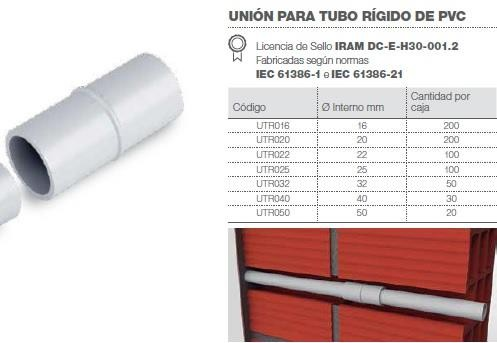 UNIÓN PARA TUBO RÍGIDO DE PVC
Licencia de Sello IRAM DC-E-H30-001.2
Fabricadas según normas
IEC 61386-1 e IEC 61386-21
Código Ø Interno mm Cantidad por caja
UTR016 16 200
UTR020 20 200
UTR022 22 100
UTR025 25 100
UTR032 32 50
UTR040 40 30
UTR050 50 20